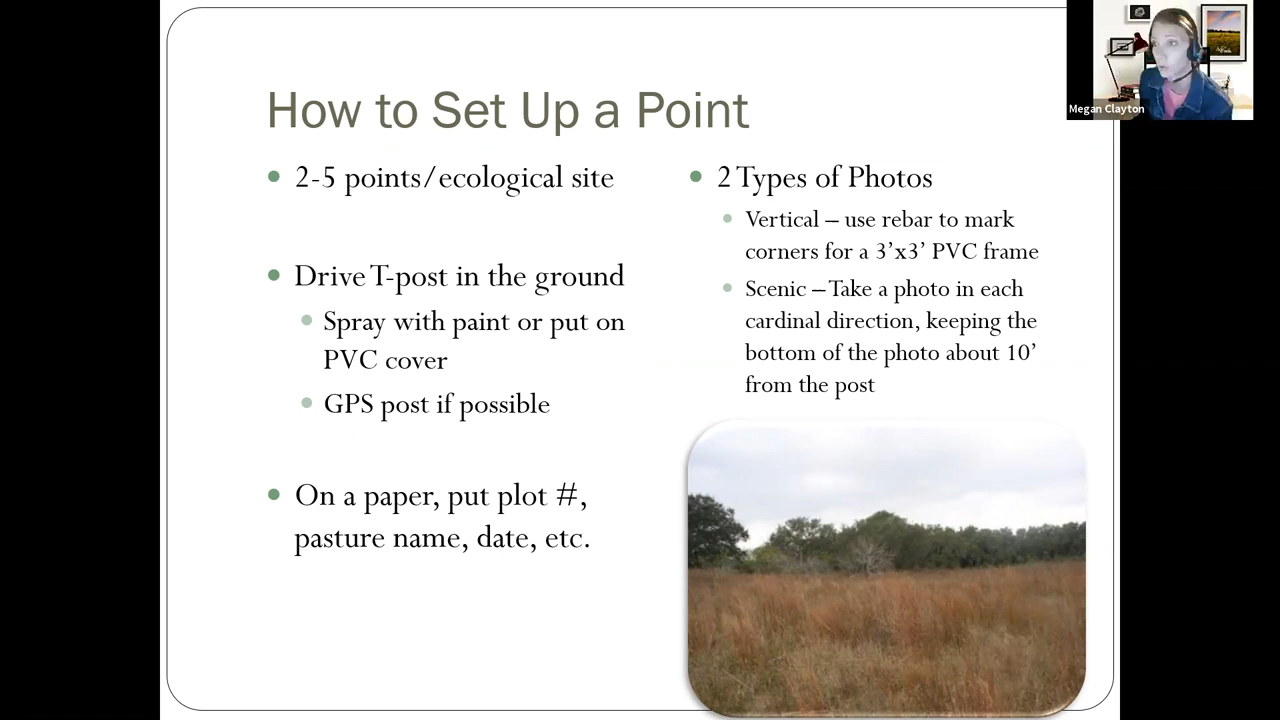 How to Set Up a Point
2-5 points/ecological site
Drive T-post in the ground
Spray with paint or put on
PVC cover
GPS post if possible
On a paper, put plot #,
pasture name, date, etc.
2 Types of Photos
Vertical – use rebar to mark
corners for a 3’x3’ PVC frame
Scenic – Take a photo in each
cardinal direction, keeping the
bottom of the photo about 10’
from the post
Megan Clayton